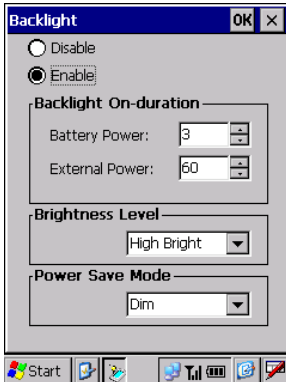 Backlight OK ×
Disable
Enable
Backlight On-duration
Battery Power: 3
External Power: 60
Brightness Level
High Bright
Power Save Mode
Dim
Start